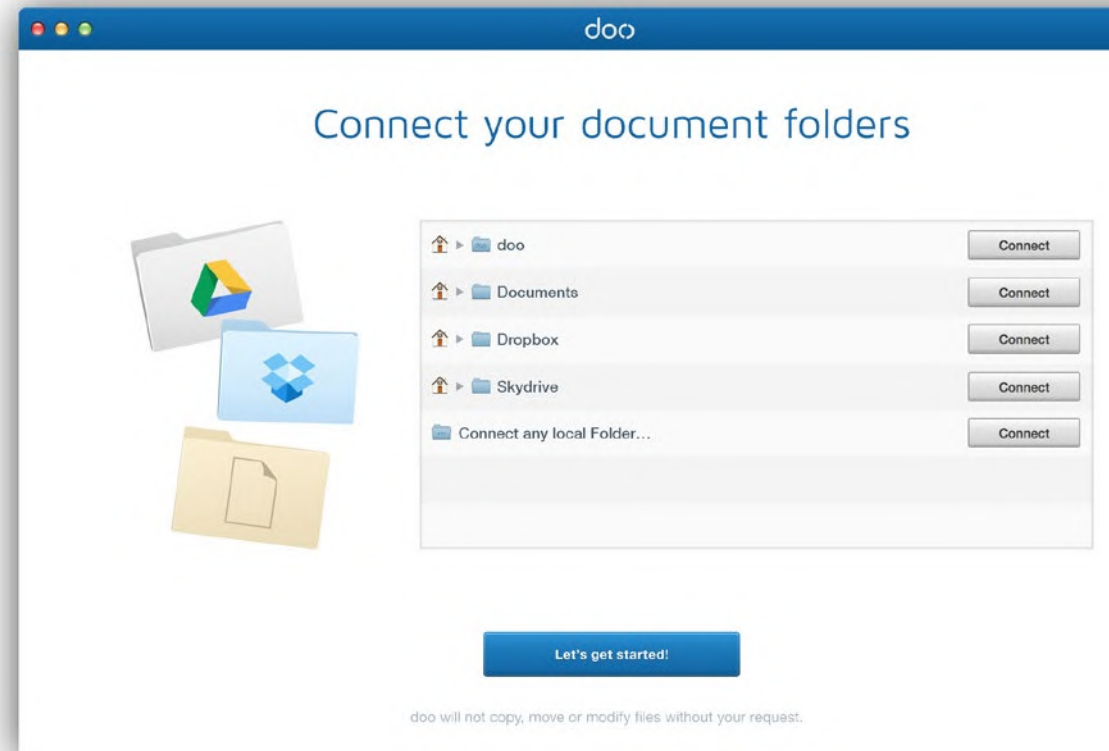 doo
Connect your document folders
doo Connect
Documents Connect
Dropbox Connect
Skydrive Connect
Connect any local Folder... Connect
Let's get started!
doo will not copy, move or modify files without your request.